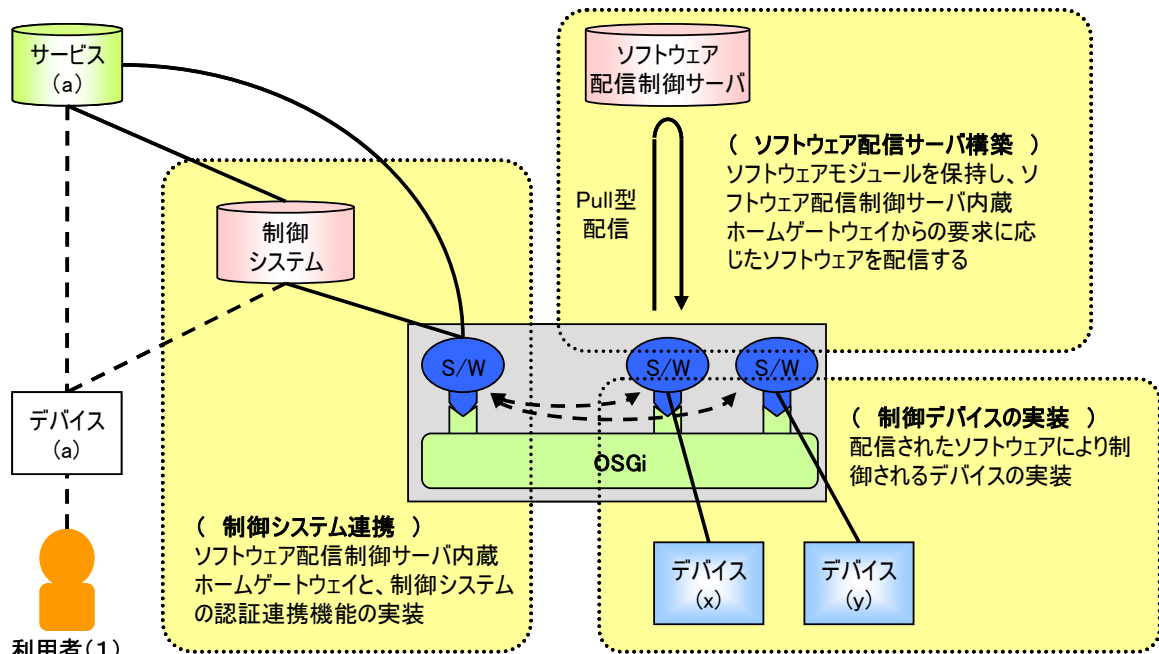 サービス
(a)
ソフトウェア
配信制御サーバ
( ソフトウェア配信サーバ構築 )
ソフトウェアモジュールを保持し、ソ
フトウェア配信制御サーバ内蔵
ホームゲートウェイからの要求に応
じたソフトウェアを配信する
Pull型
配信
制御
システム
S/W
S/W
S/W
OSGi
デバイス
(a)
( 制御デバイスの実装 )
配信されたソフトウェアにより制
御されるデバイスの実装
( 制御システム連携 )
ソフトウェア配信制御サーバ内蔵
ホームゲートウェイと、制御システム
の認証連携機能の実装
デバイス
(x)
デバイス
(y)
利用者(1)